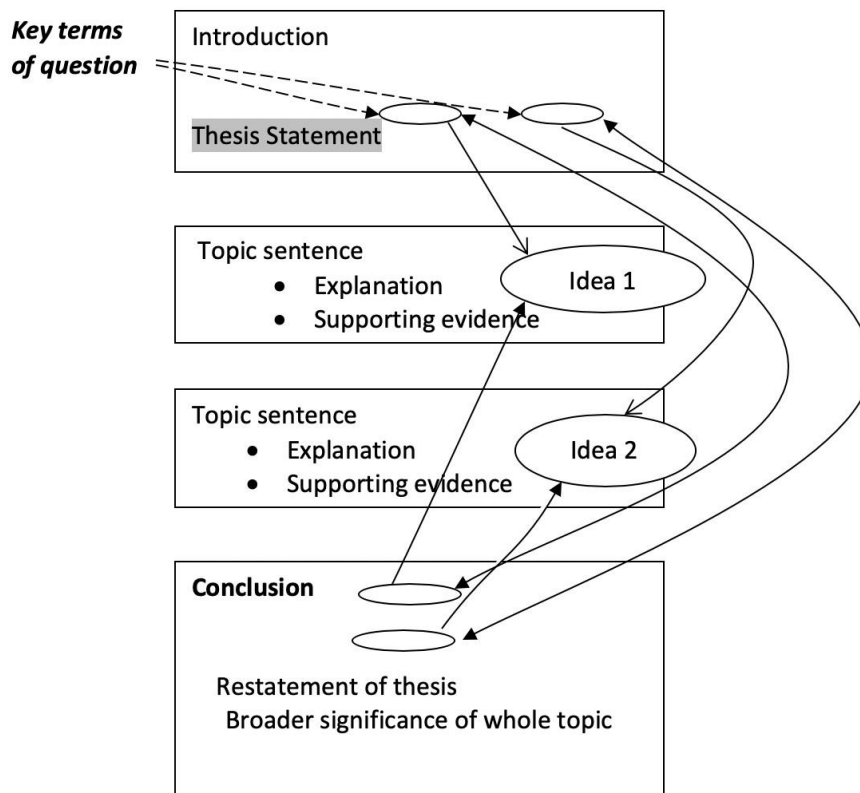 Key terms
of question
Introduction
Thesis Statement
Topic sentence
• Explanation
• Supporting evidence
Idea 1
Topic sentence
• Explanation
• Supporting evidence
Idea 2
Conclusion
Restatement of thesis
Broader significance of whole topic